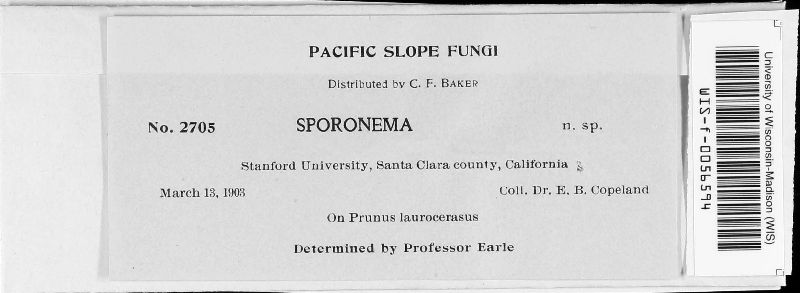 PACIFIC SLOPE FUNGI
Distributed by C. F. BAKER
No. 2705 SPORONEMA n. sp.
Stanford University, Santa Clara county, California
March 13, 1903 Coll. Dr. E. B. Copeland
On Prunus laurocerasus
Determined by Professor Earle
University of Wisconsin-Madison (WIS)
WIS-f-0056594